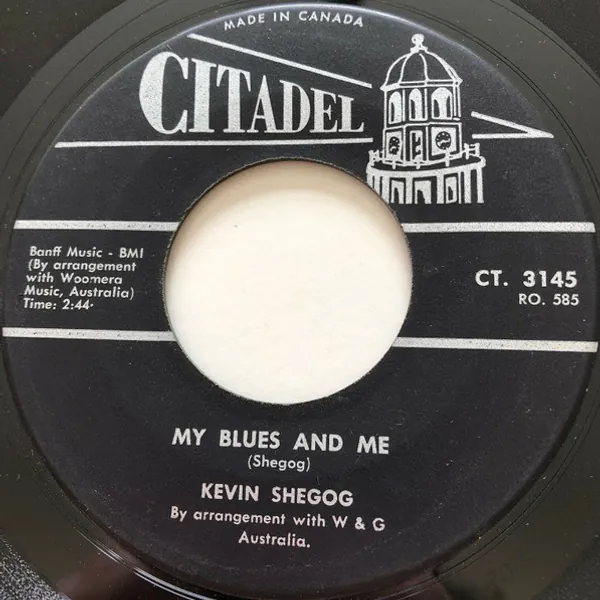 MADE IN CANADA
CITADEL
Banff Music - BMI
(By arrangement
with Woomera
Music, Australia)
Time: 2:44
CT. 3145
RO. 585
MY BLUES AND ME
(Shegog)
KEVIN SHEGOG
By arrangement with W & G
Australia.